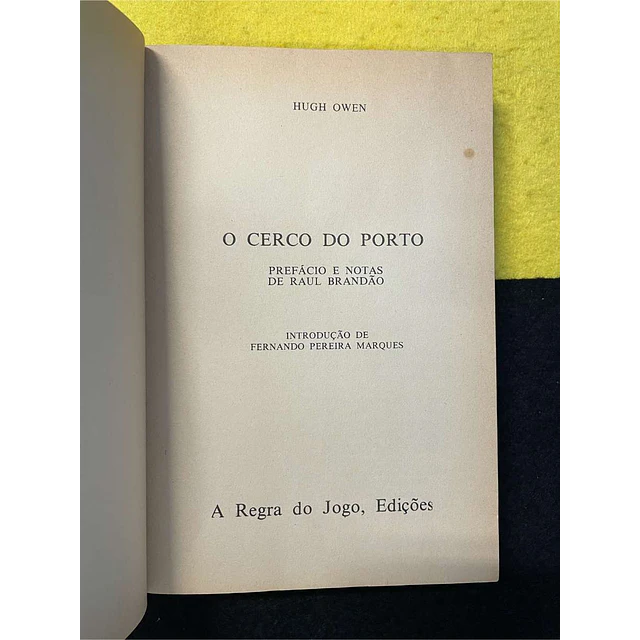 HUGH OWEN
O CERCO DO PORTO
PREFÁCIO E NOTAS
DE RAUL BRANDÃO
INTRODUÇÃO DE
FERNANDO PEREIRA MARQUES
A Regra do Jogo, Edições